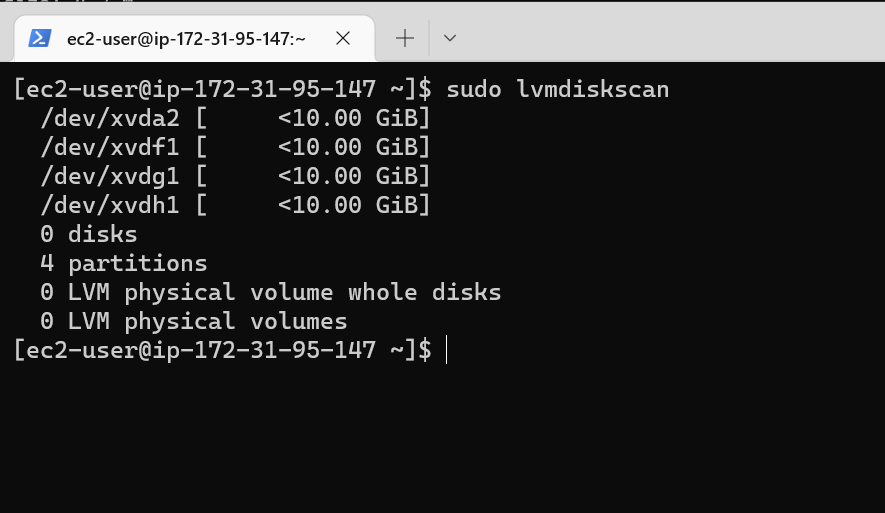 ec2-user@ip-172-31-95-147:~
[ec2-user@ip-172-31-95-147 ~]$ sudo lvmdiskscan
  /dev/xvda2 [     <10.00 GiB]
  /dev/xvdf1 [     <10.00 GiB]
  /dev/xvdg1 [     <10.00 GiB]
  /dev/xvdh1 [     <10.00 GiB]
  0 disks
  4 partitions
  0 LVM physical volume whole disks
  0 LVM physical volumes
[ec2-user@ip-172-31-95-147 ~]$